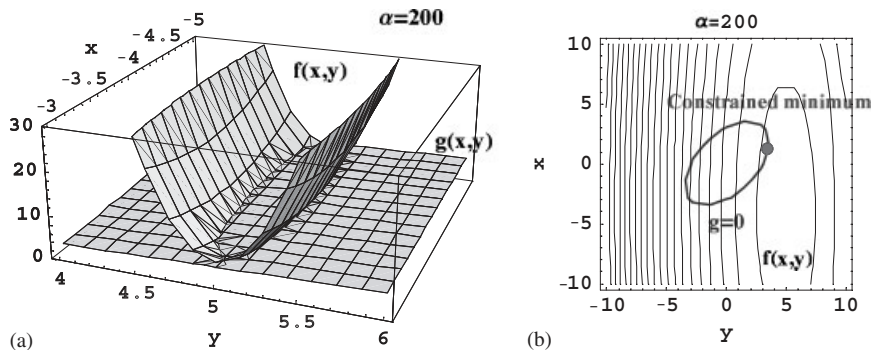 α=200
f(x,y)
g(x,y)
x
-5
-4.5
-4
-3.5
-3
30
20
10
0
4
4.5
5
5.5
6
y
(a)
α=200
10
5
0
-5
-10
x
Constrained minimum
g=0
f(x,y)
-10
-5
0
5
10
y
(b)